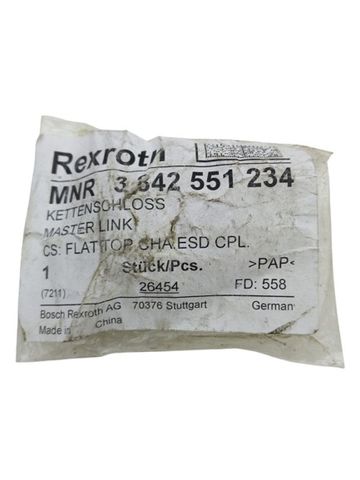 Rexroth
MNR 3 842 551 234
KETTENSCHLOSS
MASTER LINK
CS: FLAT TOP CHA.ESD CPL.
1 Stück/Pcs. >PAP<
(7211) 26454 FD: 558
Bosch Rexroth AG 70376 Stuttgart German
Made in China